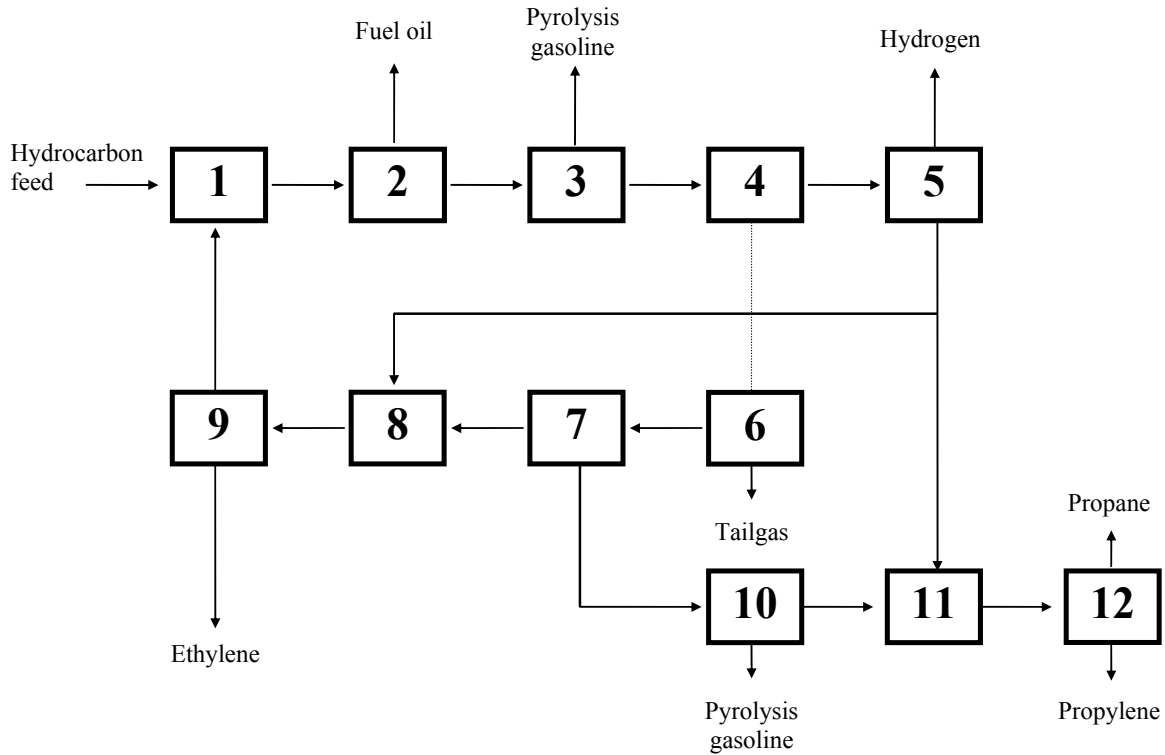 Fuel oil
Pyrolysis
gasoline
Hydrogen
Hydrocarbon
feed
1
2
3
4
5
9
8
7
6
Tailgas
Propane
10
11
12
Ethylene
Pyrolysis
gasoline
Propylene